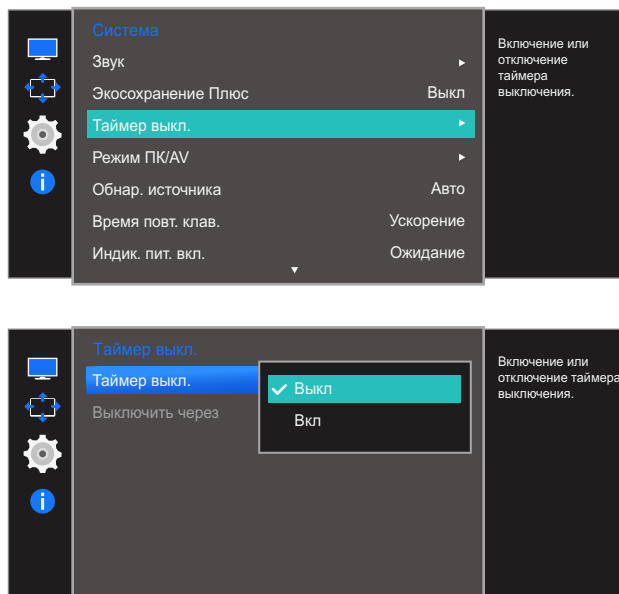 Система
Звук
Экосохранение Плюс Выкл
Таймер выкл.
Режим ПК/AV
Обнар. источника Авто
Время повт. клав. Ускорение
Индик. пит. вкл. Ожидание
Включение или
отключение
таймера
выключения.
Таймер выкл.
Таймер выкл.
Выключить через
Выкл
Вкл
Включение или
отключение таймера
выключения.